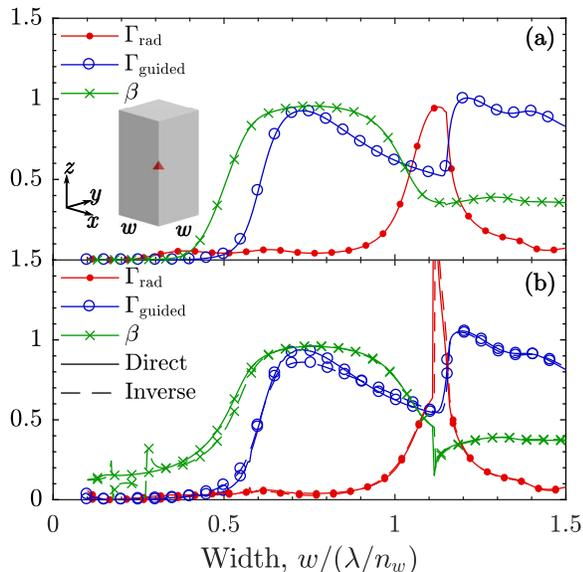 1.5
(a)
Γrad
Γguided
β
1
0.5
z
y
x
w w
1.5
(b)
Γrad
Γguided
β
1
Direct
Inverse
0.5
0
0 0.5 1 1.5
Width, w/(λ/nw)